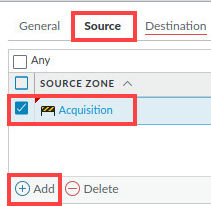 General Source Destination
Any
SOURCE ZONE
Acquisition
Add Delete